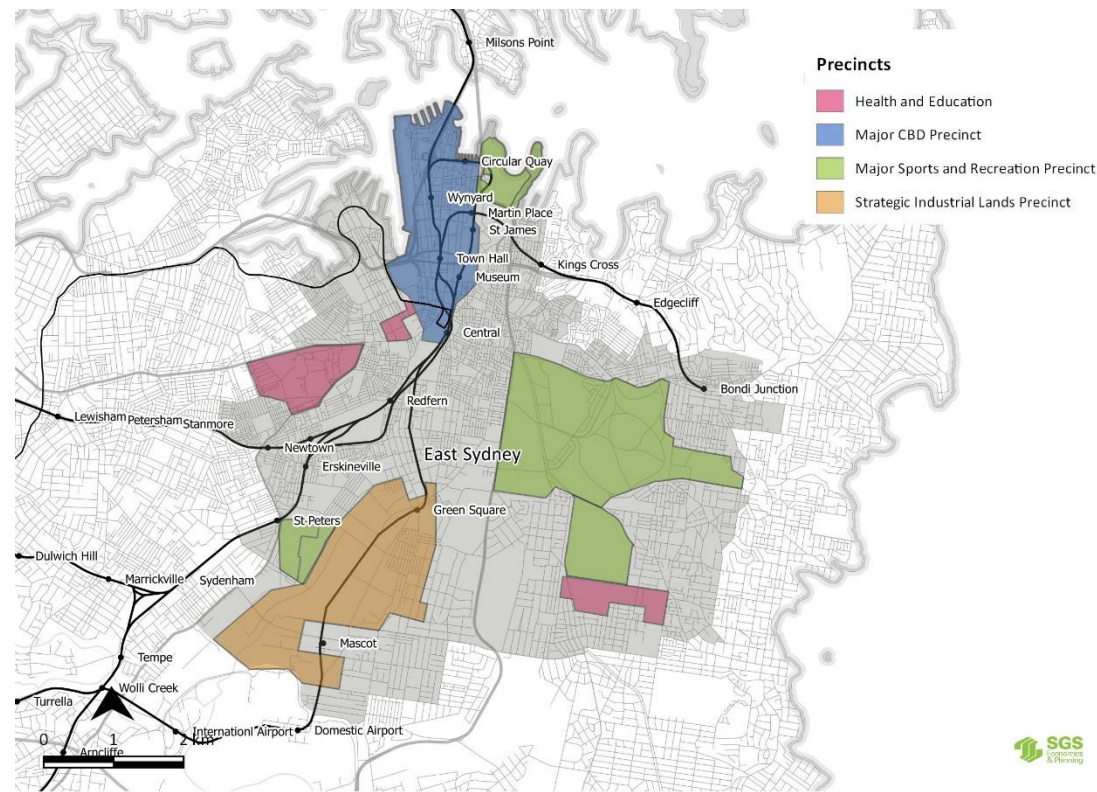 Milsons Point
Precincts
Health and Education
Major CBD Precinct
Major Sports and Recreation Precinct
Strategic Industrial Lands Precinct
Circular Quay
Wynyard
Martin Place
St James
Town Hall
Kings Cross
Museum
Edgecliff
Central
Bondi Junction
Redfern
Lewisham
Petersham
Stanmore
Newtown
East Sydney
Erskineville
Green Square
St Peters
Dulwich Hill
Marrickville
Sydenham
Mascot
Tempe
Wolli Creek
Turrella
Internationl Airport
Domestic Airport
0 1 2 km
Arncliffe
SGS
Economics
& Planning